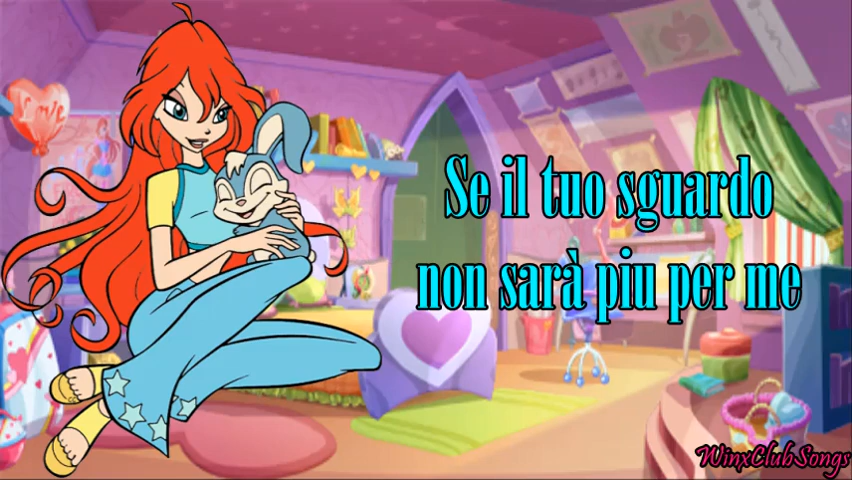 Se il tuo sguardo
non sarà piu per me
WinxClubSongs